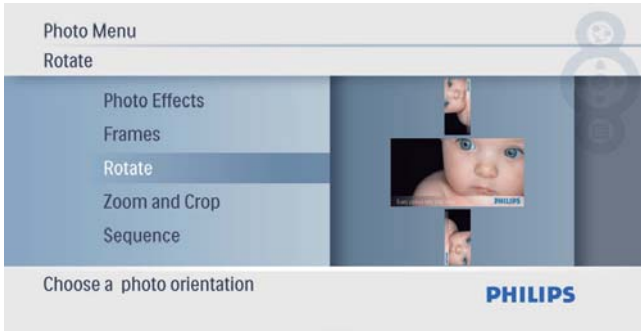 Photo Menu
Rotate
Photo Effects
Frames
Rotate
Zoom and Crop
Sequence
PHILIPS
Choose a photo orientation
PHILIPS